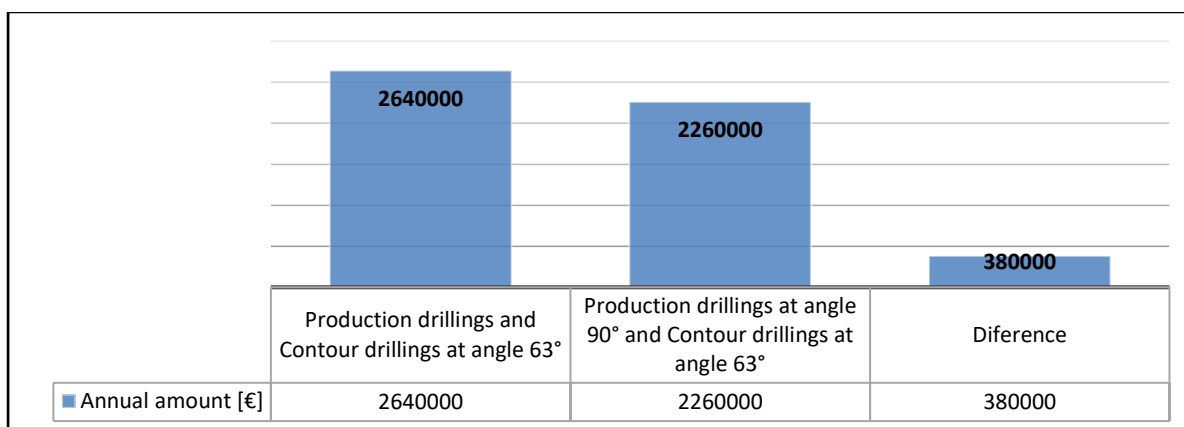 2640000
2260000
380000
Production drillings and
Contour drillings at angle 63°
Production drillings at angle
90° and Contour drillings at
angle 63°
Diference
Annual amount [€]
2640000
2260000
380000